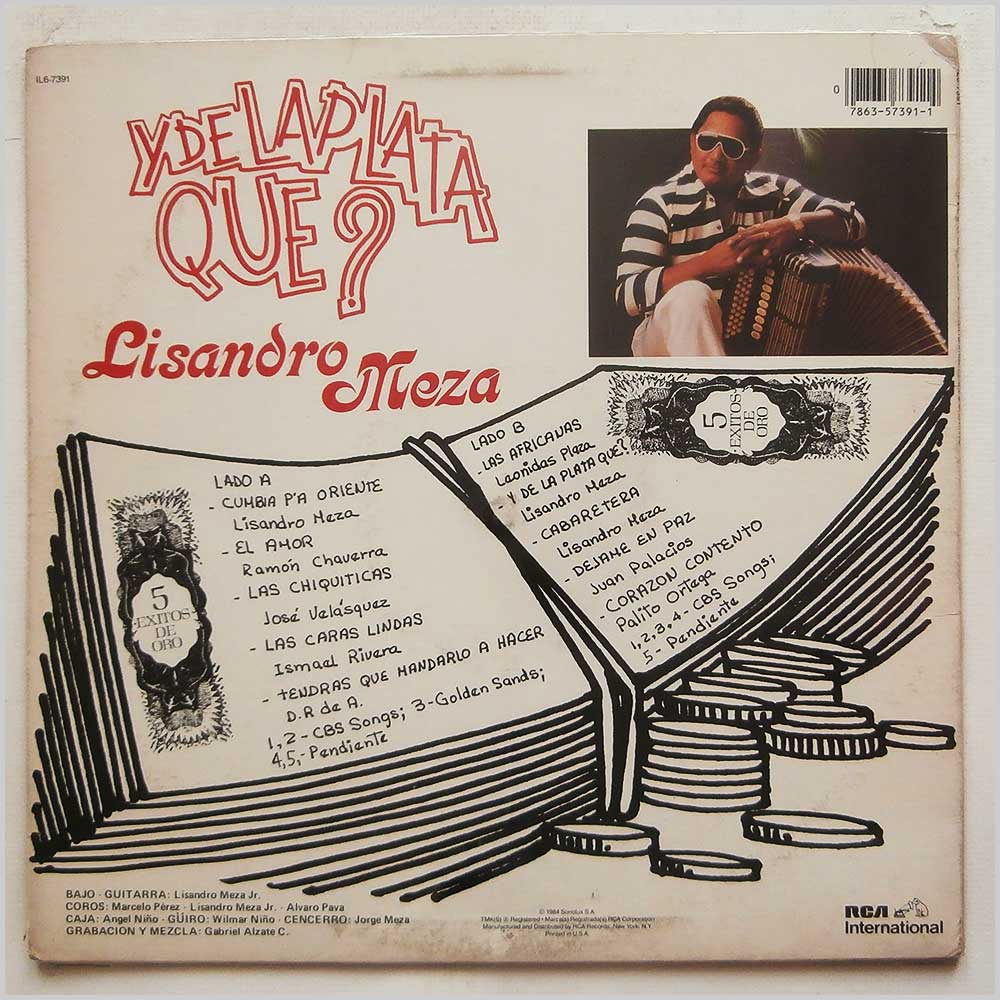 IL6-7391
Y DE LA PLATA
QUE?
Lisandro
Meza
0
7863-57391-1
LADO A
- CUMBIA P'A ORIENTE
Lisandro Meza
- EL AMOR
Ramón Chaverra
- LAS CHIQUITICAS
José Velásquez
- LAS CARAS LINDAS
Ismael Rivera
- TENDRAS QUE MANDARLO A HACER
D.R de A.
1,2 - CBS Songs; 3-Golden Sands;
4,5,- Pendiente
5
EXITOS
DE
ORO
LADO B
- LAS AFRICANAS
Leonidas Plaza
- Y DE LA PLATA QUE?
Lisandro Meza
- CABARETERA
Lisandro Meza
- DEJAME EN PAZ
Juan Palacios
- CORAZON CONTENTO
Palito Ortega
1,2,3,4- CBS Songs;
5- Pendiente
5
EXITOS
DE
ORO
BAJO · GUITARRA: Lisandro Meza Jr.
COROS: Marcelo Pérez · Lisandro Meza Jr. · Alvaro Pava
CAJA: Angel Niño · GÜIRO: Wilmar Niño · CENCERRO: Jorge Meza
GRABACION Y MEZCLA: Gabriel Alzate C.
© 1984 Sonolux S.A
TMK(S) ® Registered · Marca(s) Registrada(s) RCA Corporation
Manufactured and Distributed by RCA Records, New York, N.Y.
Printed in U.S.A.
RCA
International